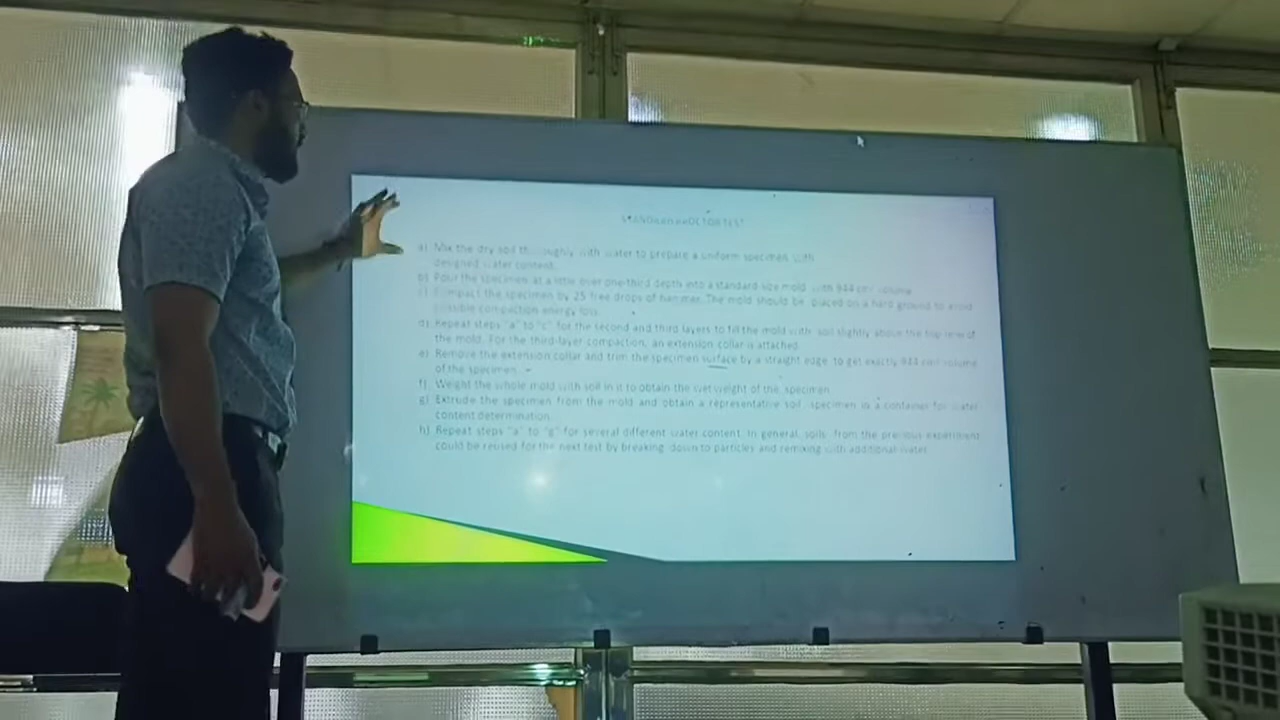 STANDARD PROCTOR TEST
a) Mix the dry soil thoroughly with water to prepare a uniform specimen with
designed water content.
b) Pour the specimen at a little over one-third depth into a standard size mold with 944 cm³ volume
c) Compact the specimen by 25 free drops of hammer. The mold should be placed on a hard ground to avoid
possible compaction energy loss.
d) Repeat steps "a" to "c" for the second and third layers to fill the mold with soil slightly above the top level of
the mold. For the third-layer compaction, an extension collar is attached.
e) Remove the extension collar and trim the specimen surface by a straight edge to get exactly 944 cm³ volume
of the specimen
f) Weight the whole mold with soil in it to obtain the wet weight of the specimen
g) Extrude the specimen from the mold and obtain a representative soil specimen in a container for water
content determination.
h) Repeat steps "a" to "g" for several different water content. In general, soils from the previous experiment
could be reused for the next test by breaking down to particles and remixing with additional water